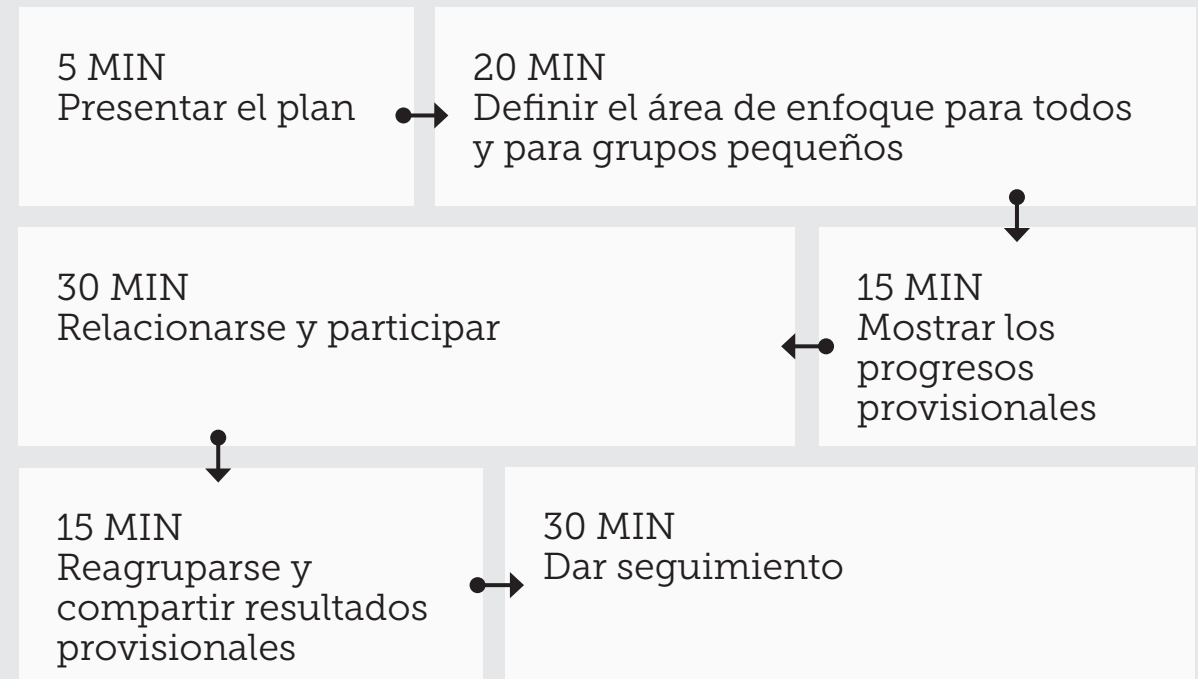 5 MIN
Presentar el plan
20 MIN
Definir el área de enfoque para todos
y para grupos pequeños
15 MIN
Mostrar los
progresos
provisionales
30 MIN
Relacionarse y participar
15 MIN
Reagruparse y
compartir resultados
provisionales
30 MIN
Dar seguimiento